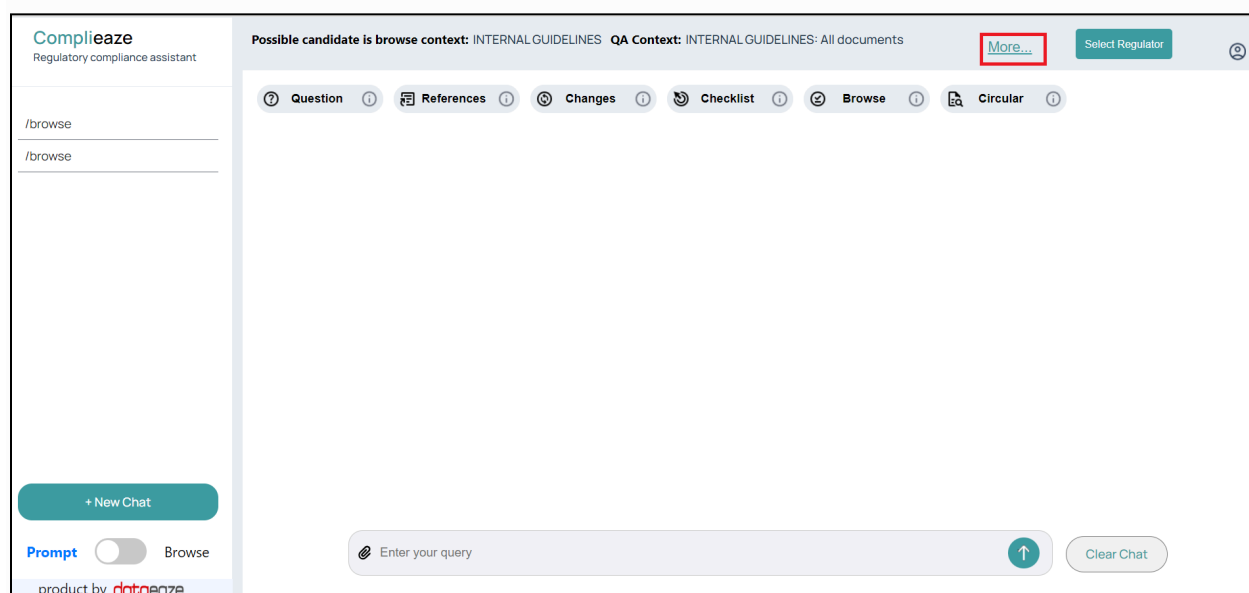 Complieaze
Regulatory compliance assistant
Possible candidate is browse context: INTERNAL GUIDELINES QA Context: INTERNAL GUIDELINES: All documents
More...
Select Regulator
Question
References
Changes
Checklist
Browse
Circular
/browse
/browse
+ New Chat
Prompt
Browse
Enter your query
Clear Chat
product by dataeaze